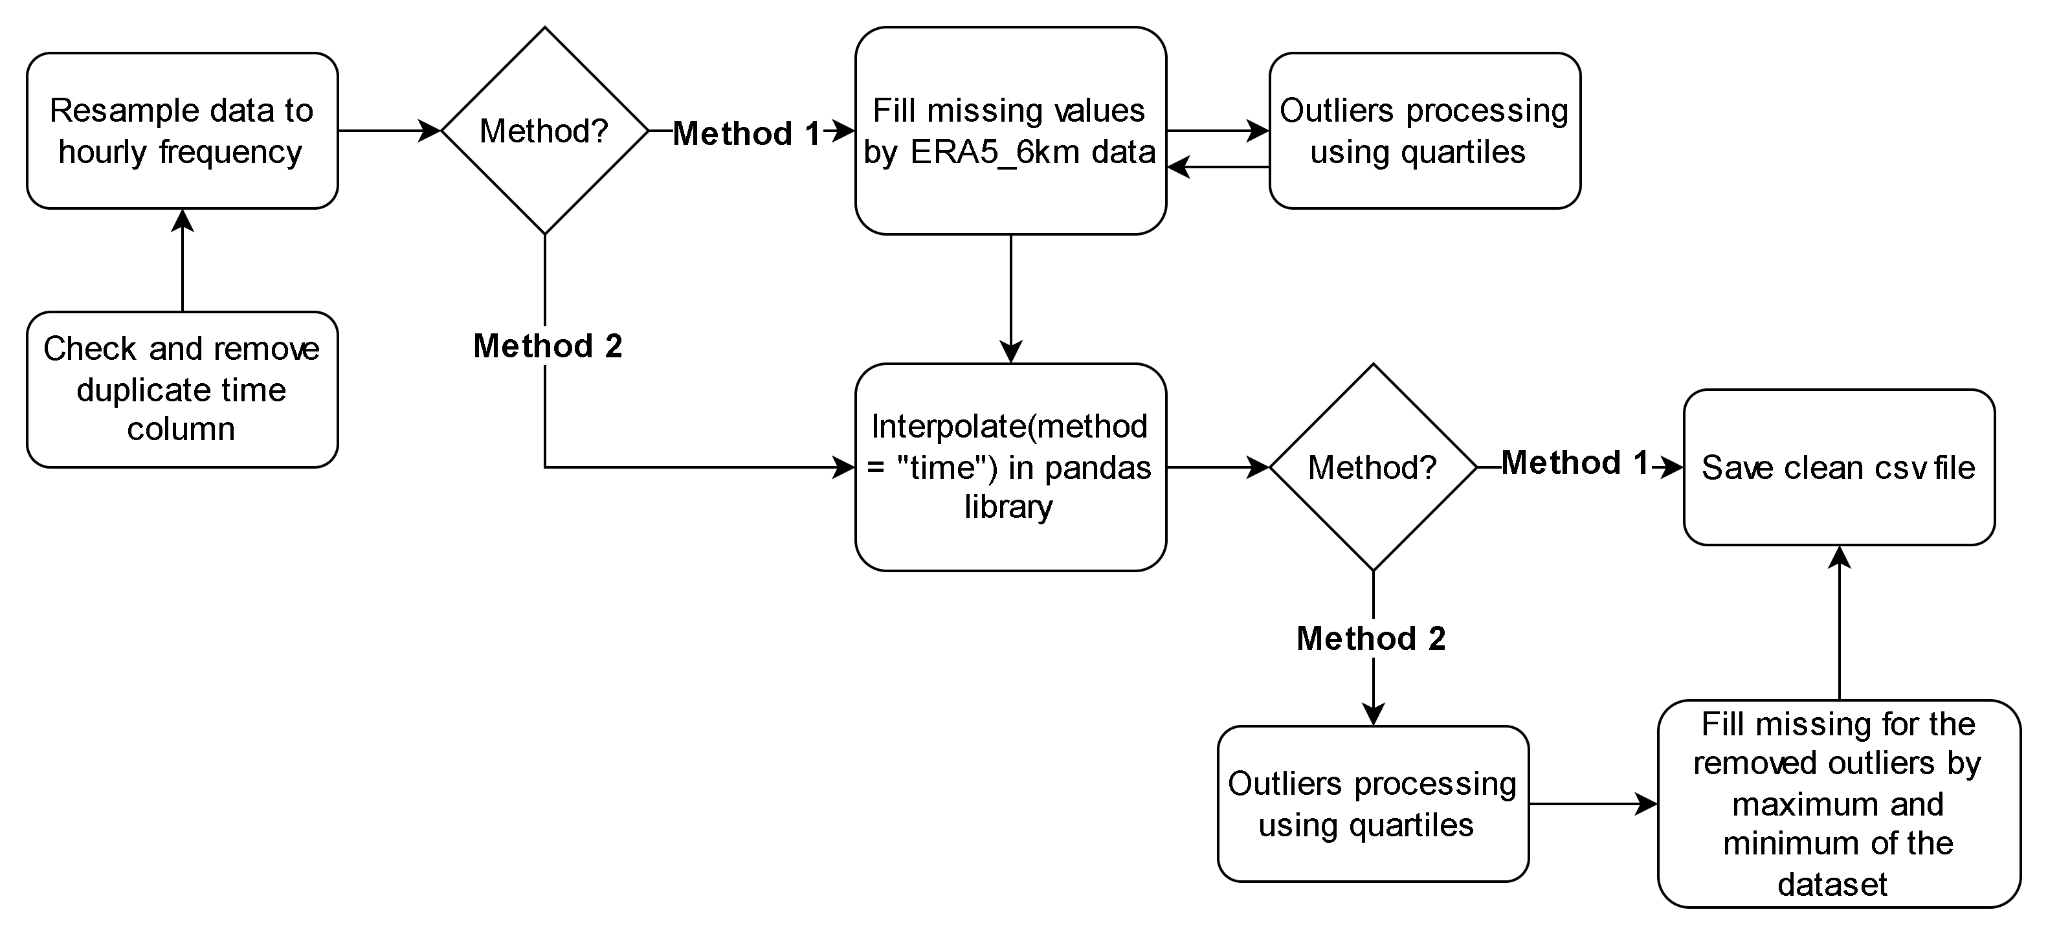 Resample data to
hourly frequency
Method?
Method 1
Fill missing values
by ERA5_6km data
Outliers processing
using quartiles
Check and remove
duplicate time
column
Method 2
Interpolate(method
= "time") in pandas
library
Method?
Method 1
Save clean csv file
Method 2
Outliers processing
using quartiles
Fill missing for the
removed outliers by
maximum and
minimum of the
dataset